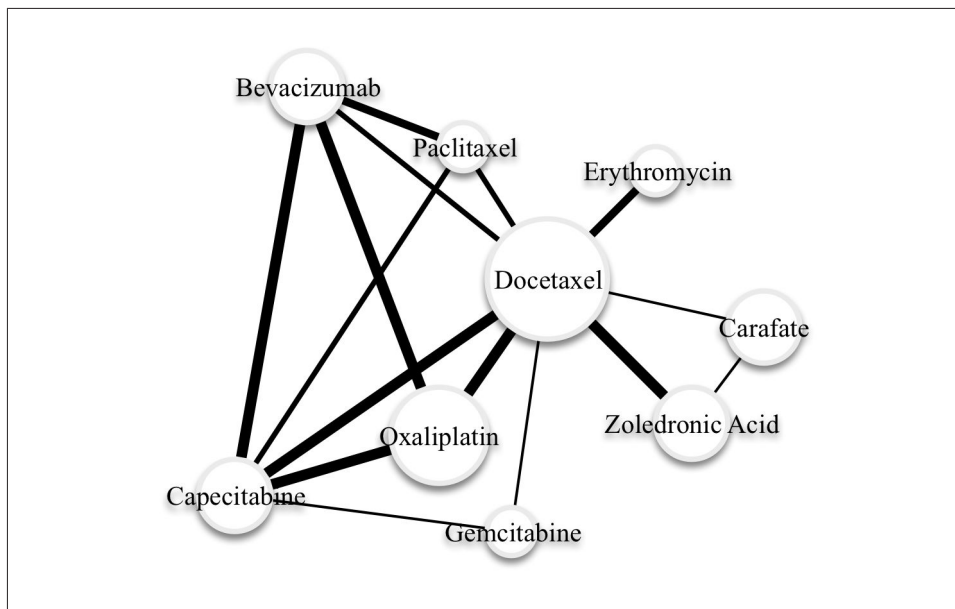 Bevacizumab
Paclitaxel
Erythromycin
Docetaxel
Carafate
Zoledronic Acid
Oxaliplatin
Capecitabine
Gemcitabine